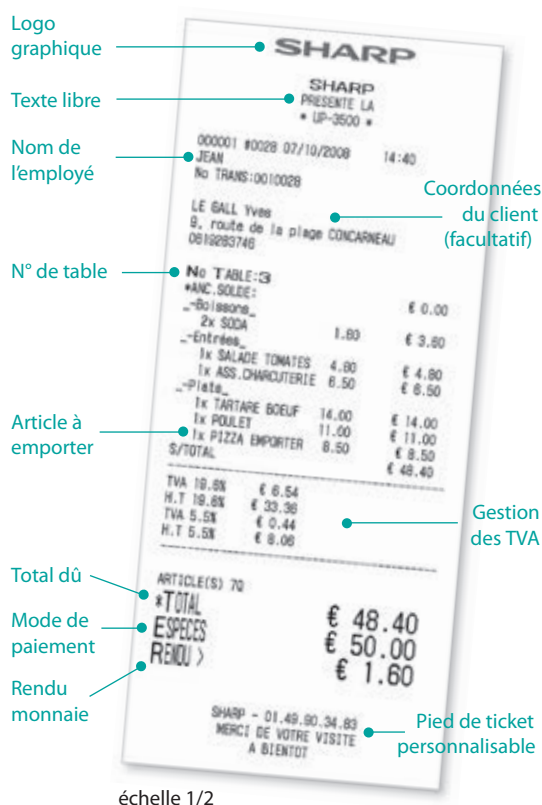 Logo
graphique
Texte libre
Nom de
l'employé
N° de table
Article à
emporter
Total dû
Mode de
paiement
Rendu
monnaie
SHARP
SHARP
PRESENTE LA
* UP-3500 *
000001 #0028 07/10/2008 14:40
JEAN
No TRANS:0010028
LE GALL Yves
9, route de la plage CONCARNEAU
0619283746
No TABLE:3
*ANC.SOLDE: € 0.00
_-Boissons_
2x SODA 1.80 € 3.60
_-Entrées_
1x SALADE TOMATES 4.80 € 4.80
1x ASS.CHARCUTERIE 6.50 € 6.50
_-Plats_
1x TARTARE BOEUF 14.00 € 14.00
1x POULET 11.00 € 11.00
1x PIZZA EMPORTER 8.50 € 8.50
S/TOTAL € 48.40
TVA 19.6% € 6.54
H.T 19.6% € 33.36
TVA 5.5% € 0.44
H.T 5.5% € 8.06
ARTICLE(S) 7Q
*TOTAL € 48.40
ESPECES € 50.00
RENDU > € 1.60
SHARP - 01.49.90.34.83
MERCI DE VOTRE VISITE
A BIENTOT
Coordonnées
du client
(facultatif)
Gestion
des TVA
Pied de ticket
personnalisable
échelle 1/2